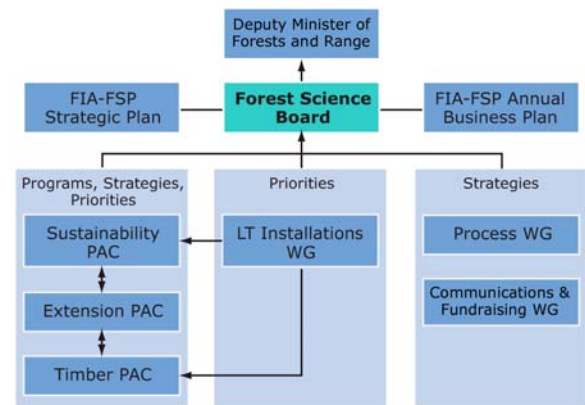 Deputy Minister of
Forests and Range
FIA-FSP
Strategic Plan
Forest Science
Board
FIA-FSP Annual
Business Plan
Programs, Strategies,
Priorities
Sustainability
PAC
Extension PAC
Timber PAC
Priorities
LT Installations
WG
Strategies
Process WG
Communications &
Fundraising WG